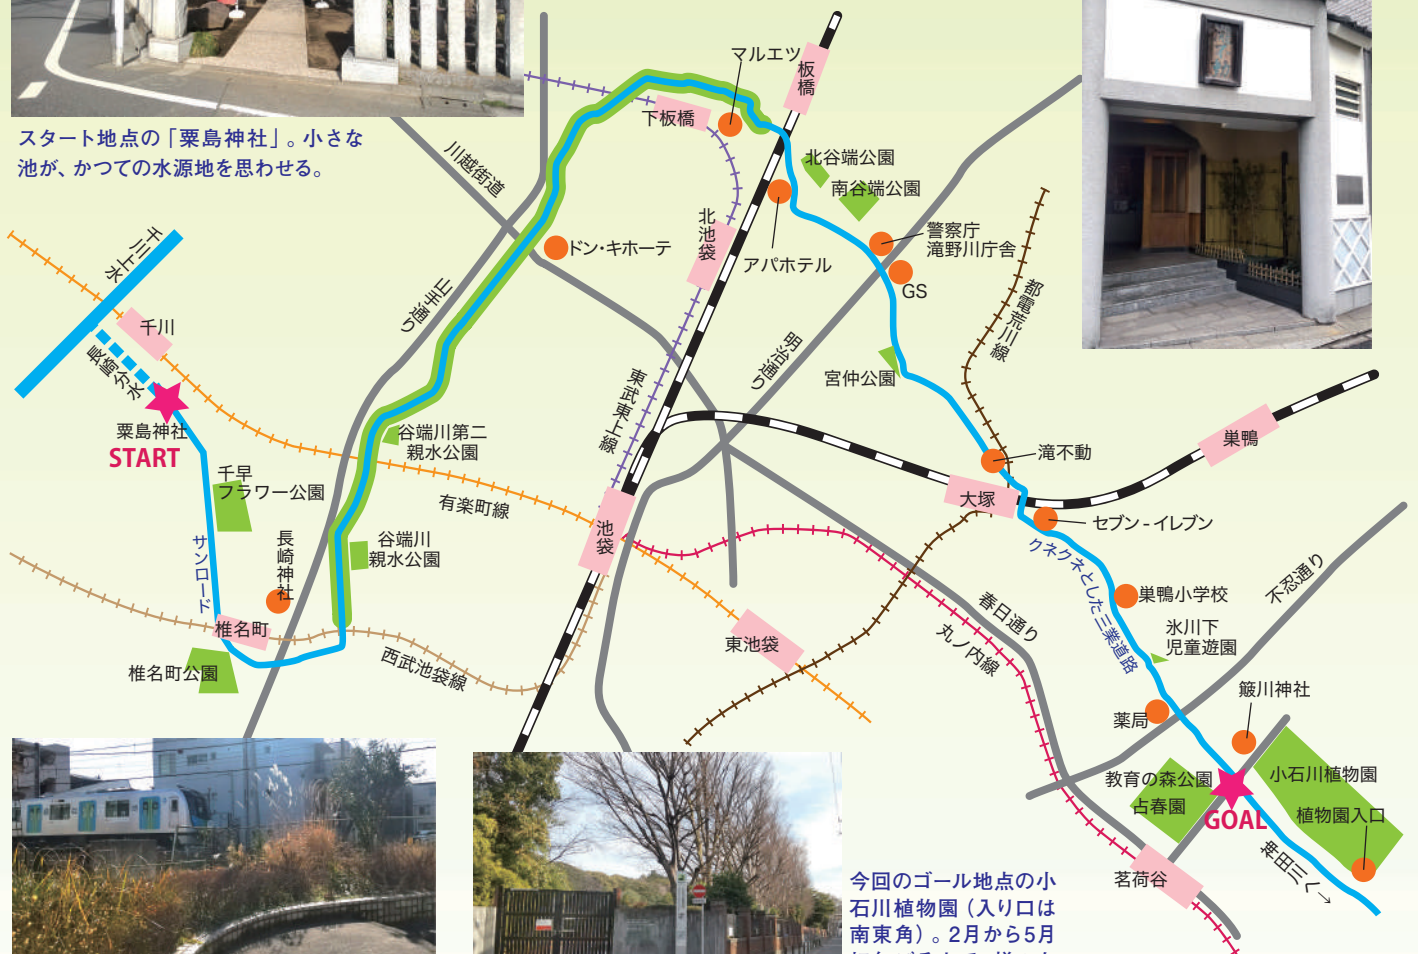 スタート地点の「粟島神社」。小さな
池が、かつての水源地を思わせる。
マルエツ
板橋
下板橋
川越街道
北谷端公園
南谷端公園
北池袋
警察庁
滝野川庁舎
ドン・キホーテ
アパホテル
GS
千川上水
山手通り
都電荒川線
千川
長崎分水
明治通り
宮仲公園
東武東上線
粟島神社
START
谷端川第二
親水公園
巣鴨
滝不動
千早
フラワー公園
有楽町線
大塚
池袋
セブン-イレブン
サンロード
長崎神社
谷端川
親水公園
クネクネとした三業道路
不忍通り
巣鴨小学校
春日通り
椎名町
東池袋
丸ノ内線
氷川下
児童遊園
椎名町公園
西武池袋線
簸川神社
薬局
教育の森公園
占春園
小石川植物園
GOAL
植物園入口
神田川へ→
茗荷谷
今回のゴール地点の小
石川植物園（入り口は
南東角）。2月から5月